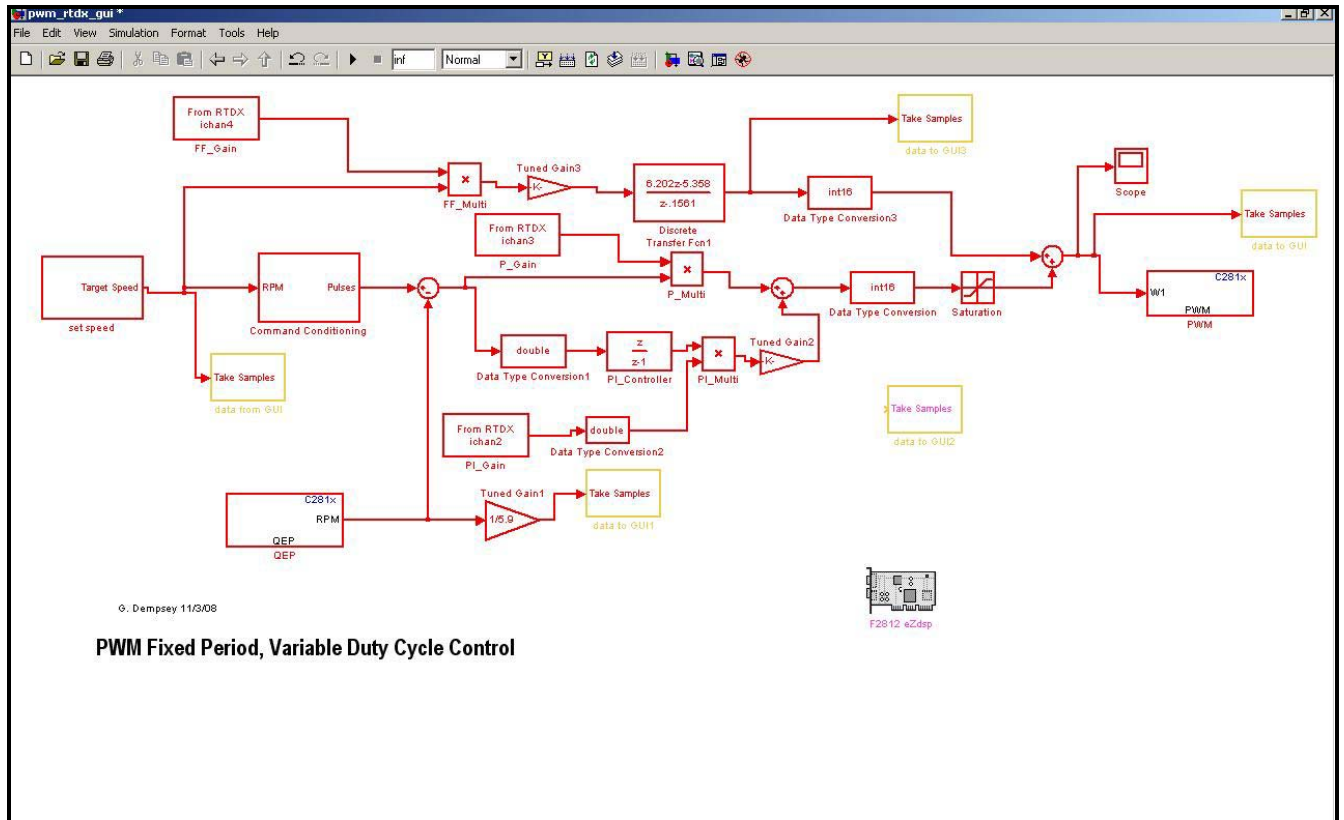 pwm_rtdx_gui *
File Edit View Simulation Format Tools Help
inf Normal
From RTDX
ichan4
FF_Gain
×
FF_Multi
Tuned Gain3
-K-
6.202z-5.358
z-.1561
Discrete
Transfer Fcn1
Take Samples
data to GUI3
int16
Data Type Conversion3
Scope
Take Samples
data to GUI
From RTDX
ichan3
P_Gain
×
P_Multi
Target Speed
set speed
RPM Pulses
Command Conditioning
int16
Data Type Conversion
Saturation
C281x
W1
PWM
PWM
double
Data Type Conversion1
z
z-1
PI_Controller
×
PI_Multi
Tuned Gain2
-K-
Take Samples
data from GUI
Take Samples
data to GUI2
From RTDX
ichan2
PI_Gain
double
Data Type Conversion2
C281x
RPM
QEP
QEP
Tuned Gain1
1/5.9
Take Samples
data to GUI1
F2812 eZdsp
G. Dempsey 11/3/08
PWM Fixed Period, Variable Duty Cycle Control